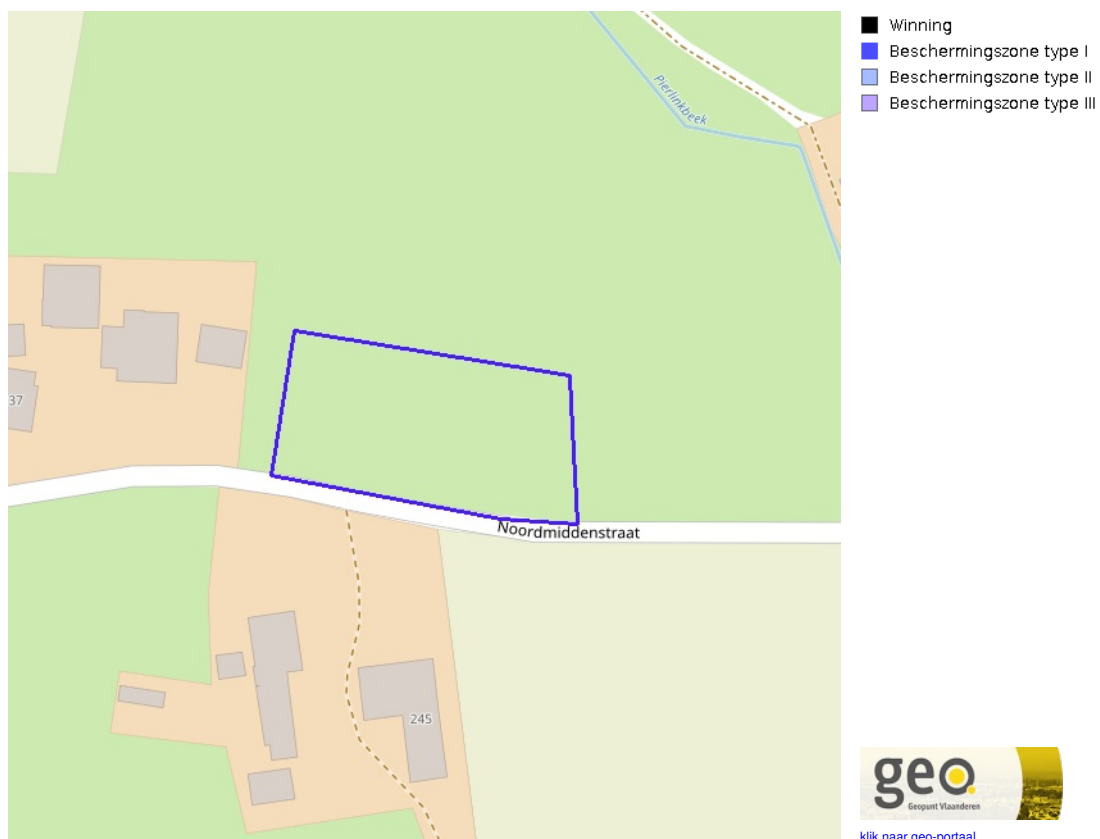 Winning
Beschermingszone type I
Beschermingszone type II
Beschermingszone type III
Pierlinkbeek
37
Noordmiddenstraat
245
geo
Geopunt Vlaanderen
klik naar geo-portaal